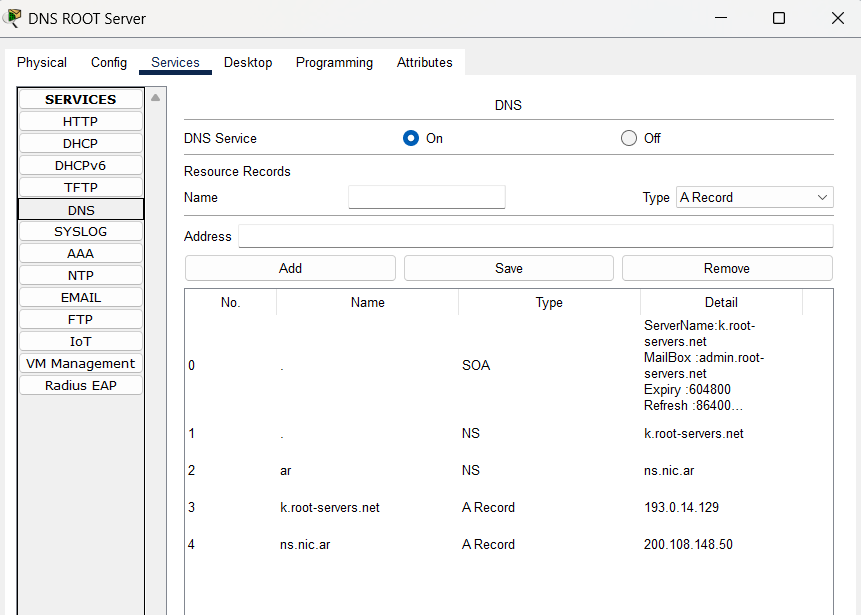 DNS ROOT Server
Physical Config Services Desktop Programming Attributes
SERVICES
HTTP
DHCP
DHCPv6
TFTP
DNS
SYSLOG
AAA
NTP
EMAIL
FTP
IoT
VM Management
Radius EAP
DNS
DNS Service On Off
Resource Records
Name Type A Record
Address
Add Save Remove
No. Name Type Detail
0 . SOA ServerName:k.root-
servers.net
MailBox :admin.root-
servers.net
Expiry :604800
Refresh :86400...
1 . NS k.root-servers.net
2 ar NS ns.nic.ar
3 k.root-servers.net A Record 193.0.14.129
4 ns.nic.ar A Record 200.108.148.50